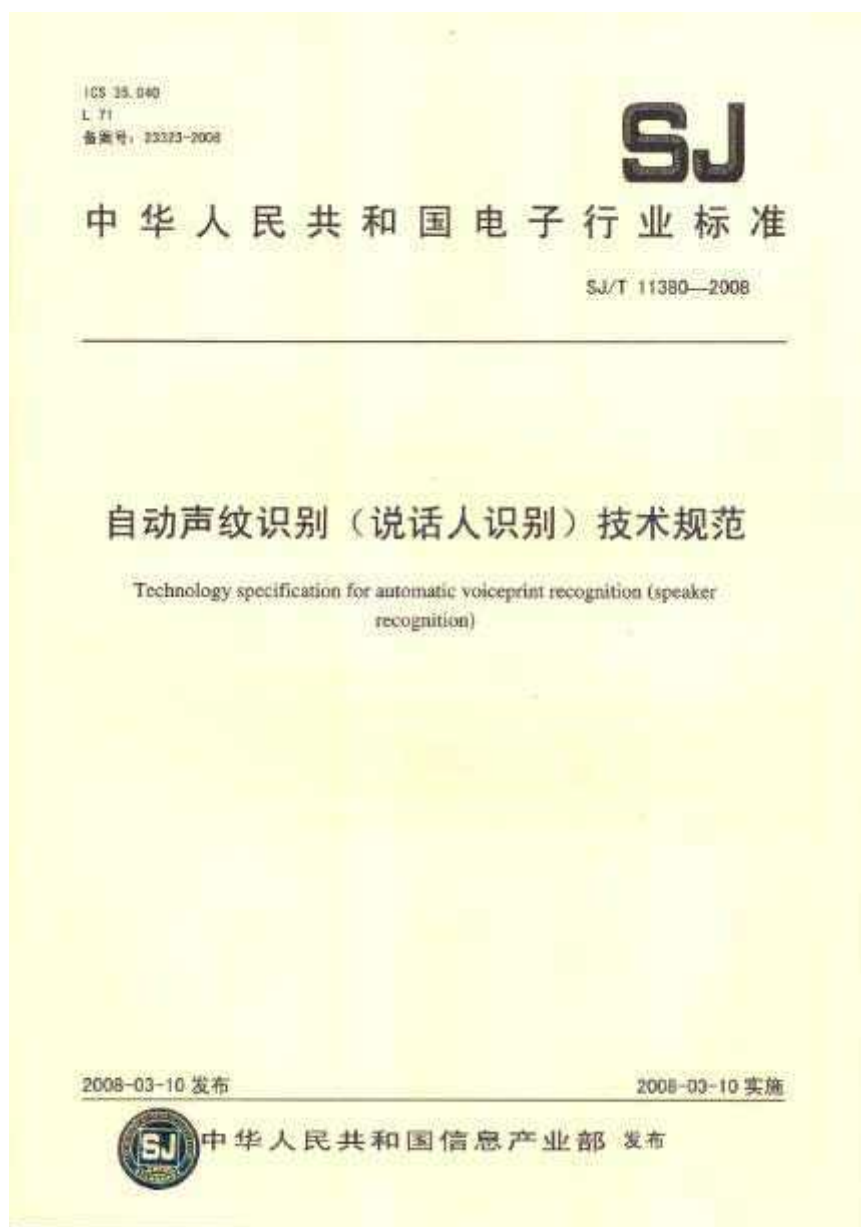 ICS 35.040
L 71
备案号：23323-2008
SJ
中华人民共和国电子行业标准
SJ/T 11380—2008
自动声纹识别（说话人识别）技术规范
Technology specification for automatic voiceprint recognition (speaker
recognition)
2008-03-10 发布
2008-03-10 实施
SJ
中华人民共和国信息产业部 发布